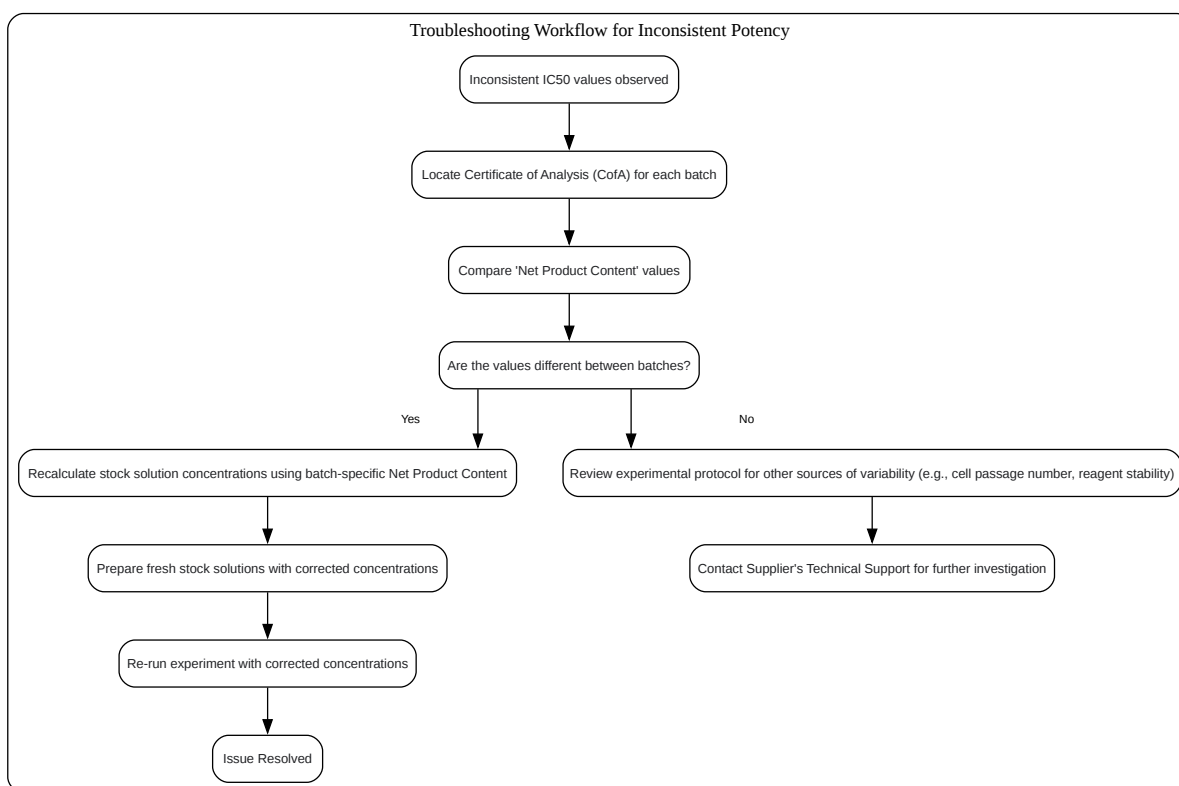 Troubleshooting Workflow for Inconsistent Potency
Inconsistent IC50 values observed
Locate Certificate of Analysis (CofA) for each batch
Compare 'Net Product Content' values
Are the values different between batches?
Yes
No
Recalculate stock solution concentrations using batch-specific Net Product Content
Review experimental protocol for other sources of variability (e.g., cell passage number, reagent stability)
Prepare fresh stock solutions with corrected concentrations
Contact Supplier's Technical Support for further investigation
Re-run experiment with corrected concentrations
Issue Resolved